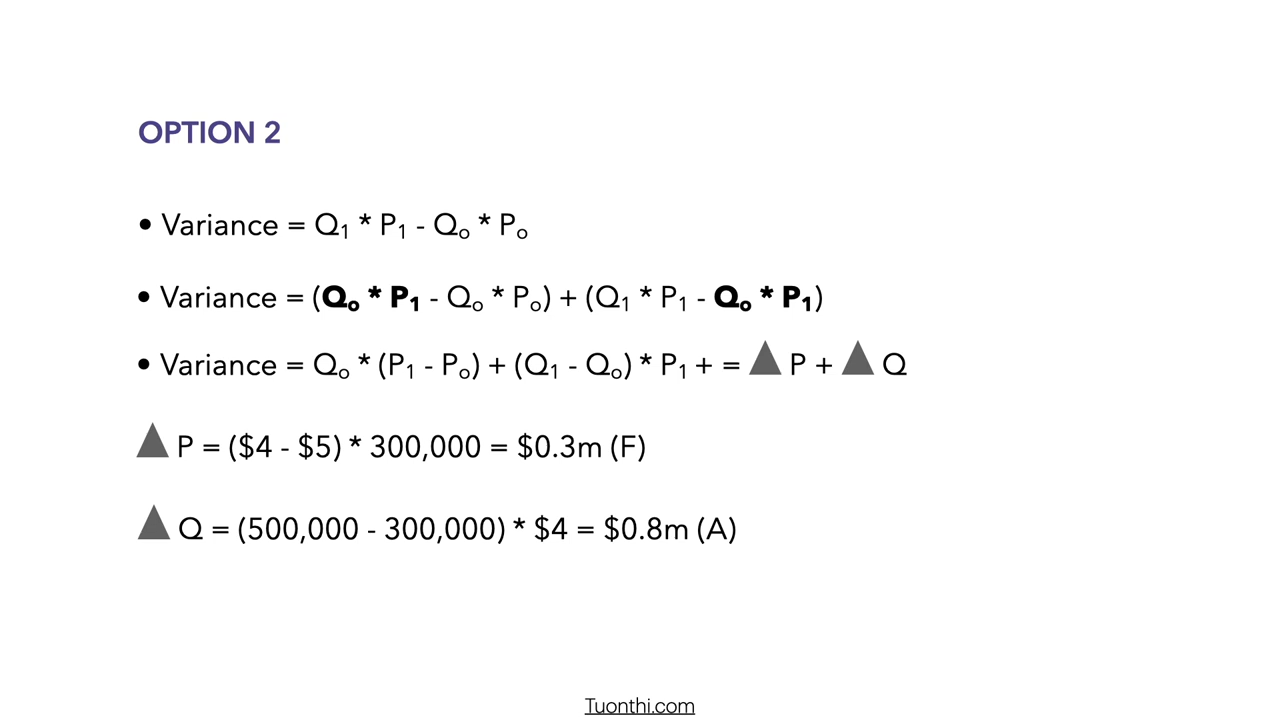 OPTION 2
• Variance = Q₁ * P₁ - Qₒ * Pₒ
• Variance = (Qₒ * P₁ - Qₒ * Pₒ) + (Q₁ * P₁ - Qₒ * P₁)
• Variance = Qₒ * (P₁ - Pₒ) + (Q₁ - Qₒ) * P₁ + = ▲ P + ▲ Q
▲ P = ($4 - $5) * 300,000 = $0.3m (F)
▲ Q = (500,000 - 300,000) * $4 = $0.8m (A)
Tuonthi.com